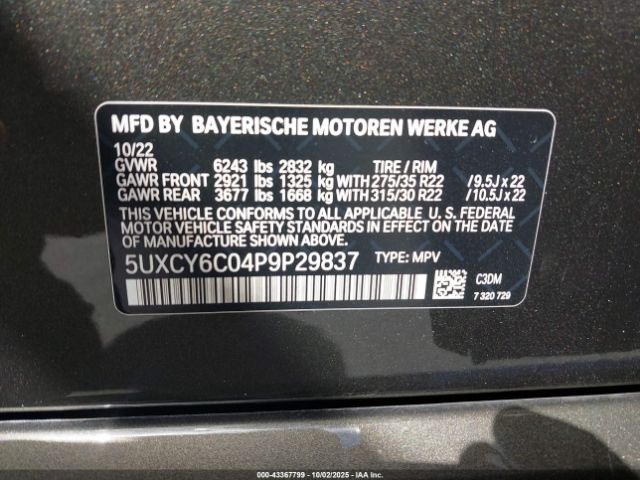 MFD BY BAYERISCHE MOTOREN WERKE AG
10/22
GVWR 6243 lbs 2832 kg TIRE / RIM
GAWR FRONT 2921 lbs 1325 kg WITH 275/35 R22 / 9.5J x 22
GAWR REAR 3677 lbs 1668 kg WITH 315/30 R22 / 10.5J x 22
THIS VEHICLE CONFORMS TO ALL APPLICABLE U. S. FEDERAL
MOTOR VEHICLE SAFETY STANDARDS IN EFFECT ON THE DATE
OF MANUFACTURE SHOWN ABOVE.
5UXCY6C04P9P29837 TYPE: MPV
C3DM
7 320 729
000-43367799 - 10/02/2025 - IAA Inc.